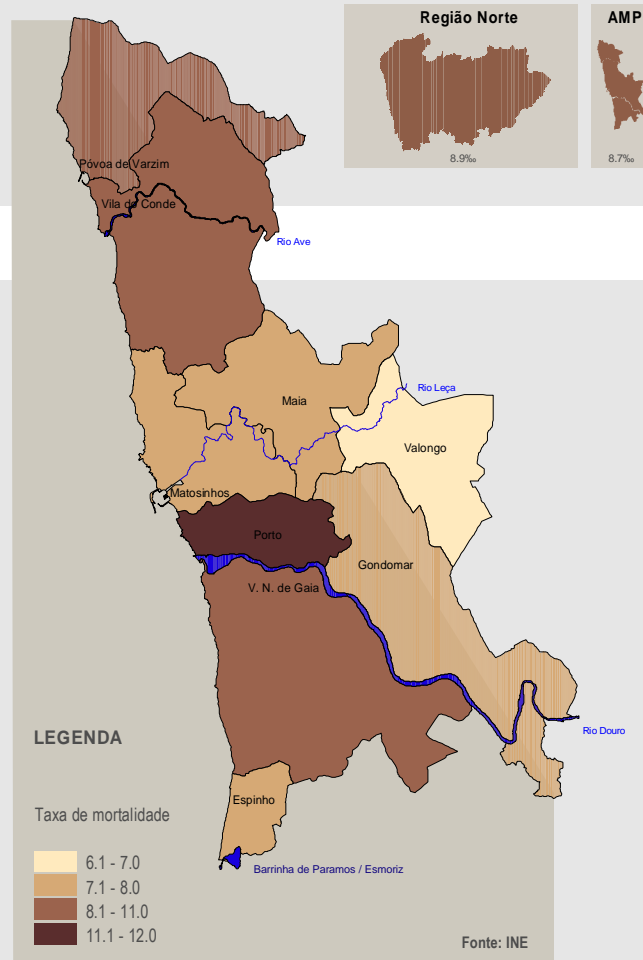 Região Norte
AMP
8.9‰
8.7‰
Póvoa de Varzim
Vila do Conde
Rio Ave
Rio Leça
Maia
Valongo
Matosinhos
Porto
Gondomar
V. N. de Gaia
Rio Douro
LEGENDA
Espinho
Taxa de mortalidade
6.1 - 7.0
Barrinha de Paramos / Esmoriz
7.1 - 8.0
8.1 - 11.0
11.1 - 12.0
Fonte: INE